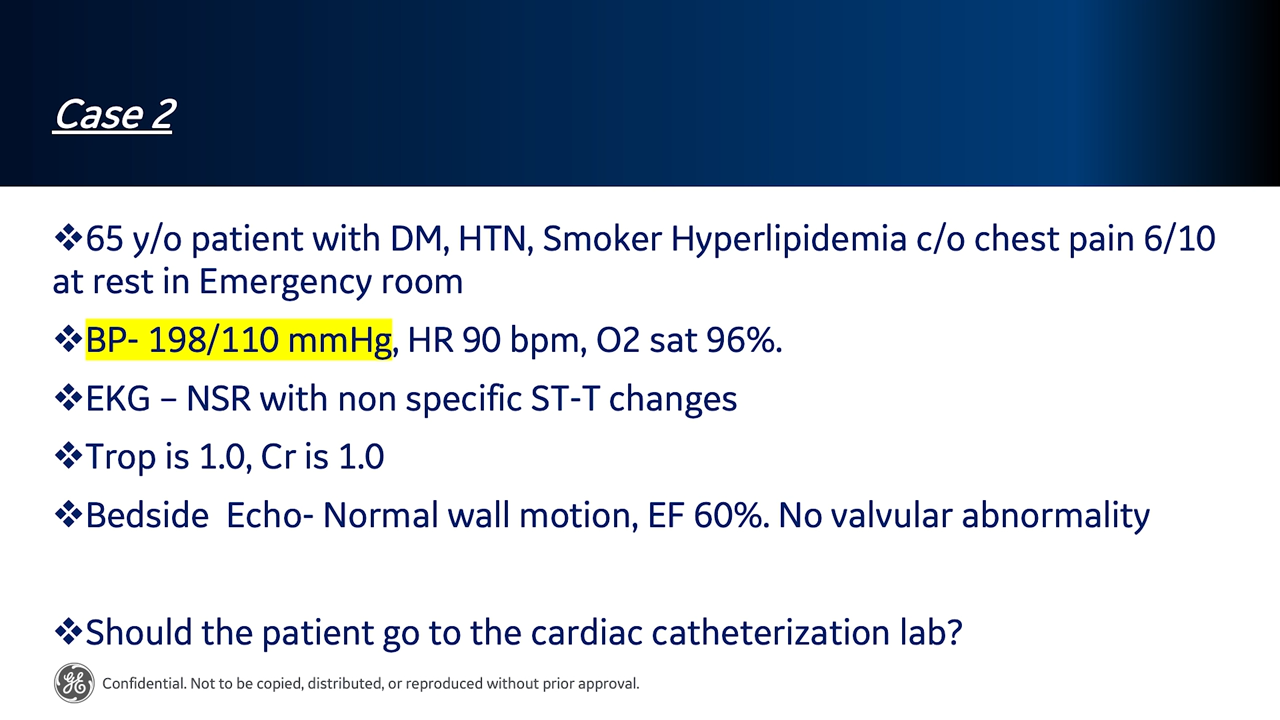 Case 2
❖65 y/o patient with DM, HTN, Smoker Hyperlipidemia c/o chest pain 6/10
at rest in Emergency room
❖BP- 198/110 mmHg, HR 90 bpm, O2 sat 96%.
❖EKG – NSR with non specific ST-T changes
❖Trop is 1.0, Cr is 1.0
❖Bedside  Echo- Normal wall motion, EF 60%. No valvular abnormality
❖Should the patient go to the cardiac catheterization lab?
GE Confidential. Not to be copied, distributed, or reproduced without prior approval.